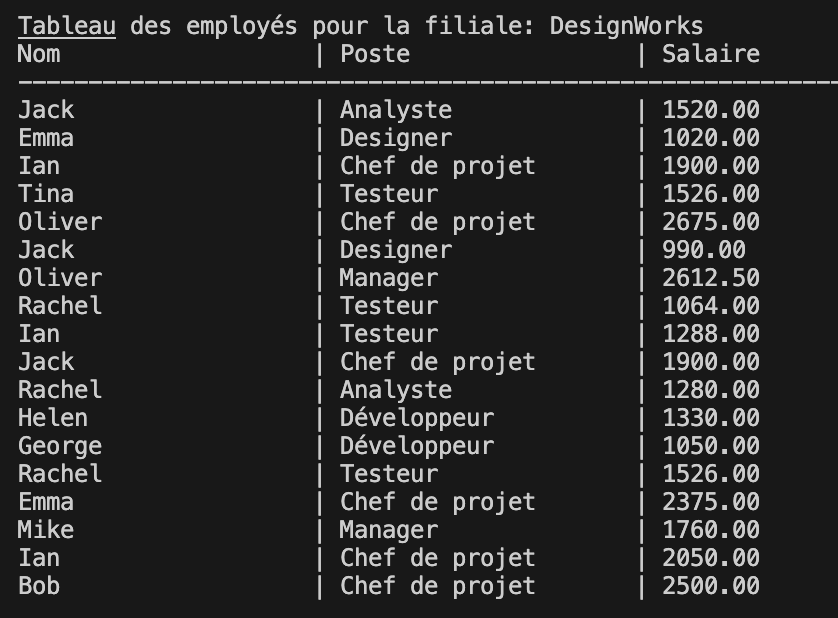 Tableau des employés pour la filiale: DesignWorks
Nom | Poste | Salaire
------------------------------------------------------------
Jack | Analyste | 1520.00
Emma | Designer | 1020.00
Ian | Chef de projet | 1900.00
Tina | Testeur | 1526.00
Oliver | Chef de projet | 2675.00
Jack | Designer | 990.00
Oliver | Manager | 2612.50
Rachel | Testeur | 1064.00
Ian | Testeur | 1288.00
Jack | Chef de projet | 1900.00
Rachel | Analyste | 1280.00
Helen | Développeur | 1330.00
George | Développeur | 1050.00
Rachel | Testeur | 1526.00
Emma | Chef de projet | 2375.00
Mike | Manager | 1760.00
Ian | Chef de projet | 2050.00
Bob | Chef de projet | 2500.00